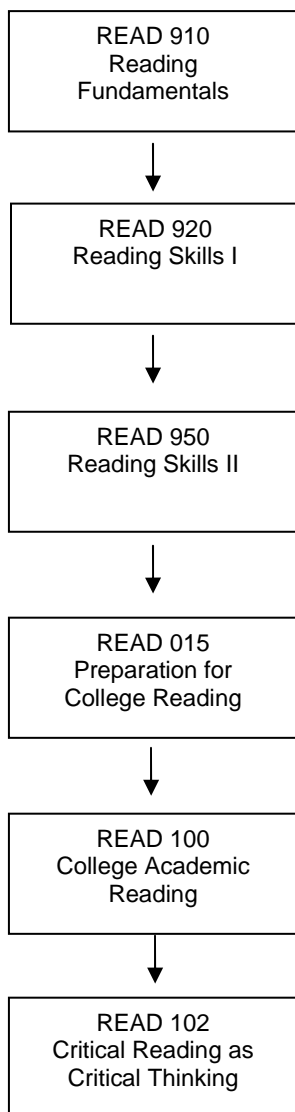 READ 910
Reading
Fundamentals
READ 920
Reading Skills I
READ 950
Reading Skills II
READ 015
Preparation for
College Reading
READ 100
College Academic
Reading
READ 102
Critical Reading as
Critical Thinking